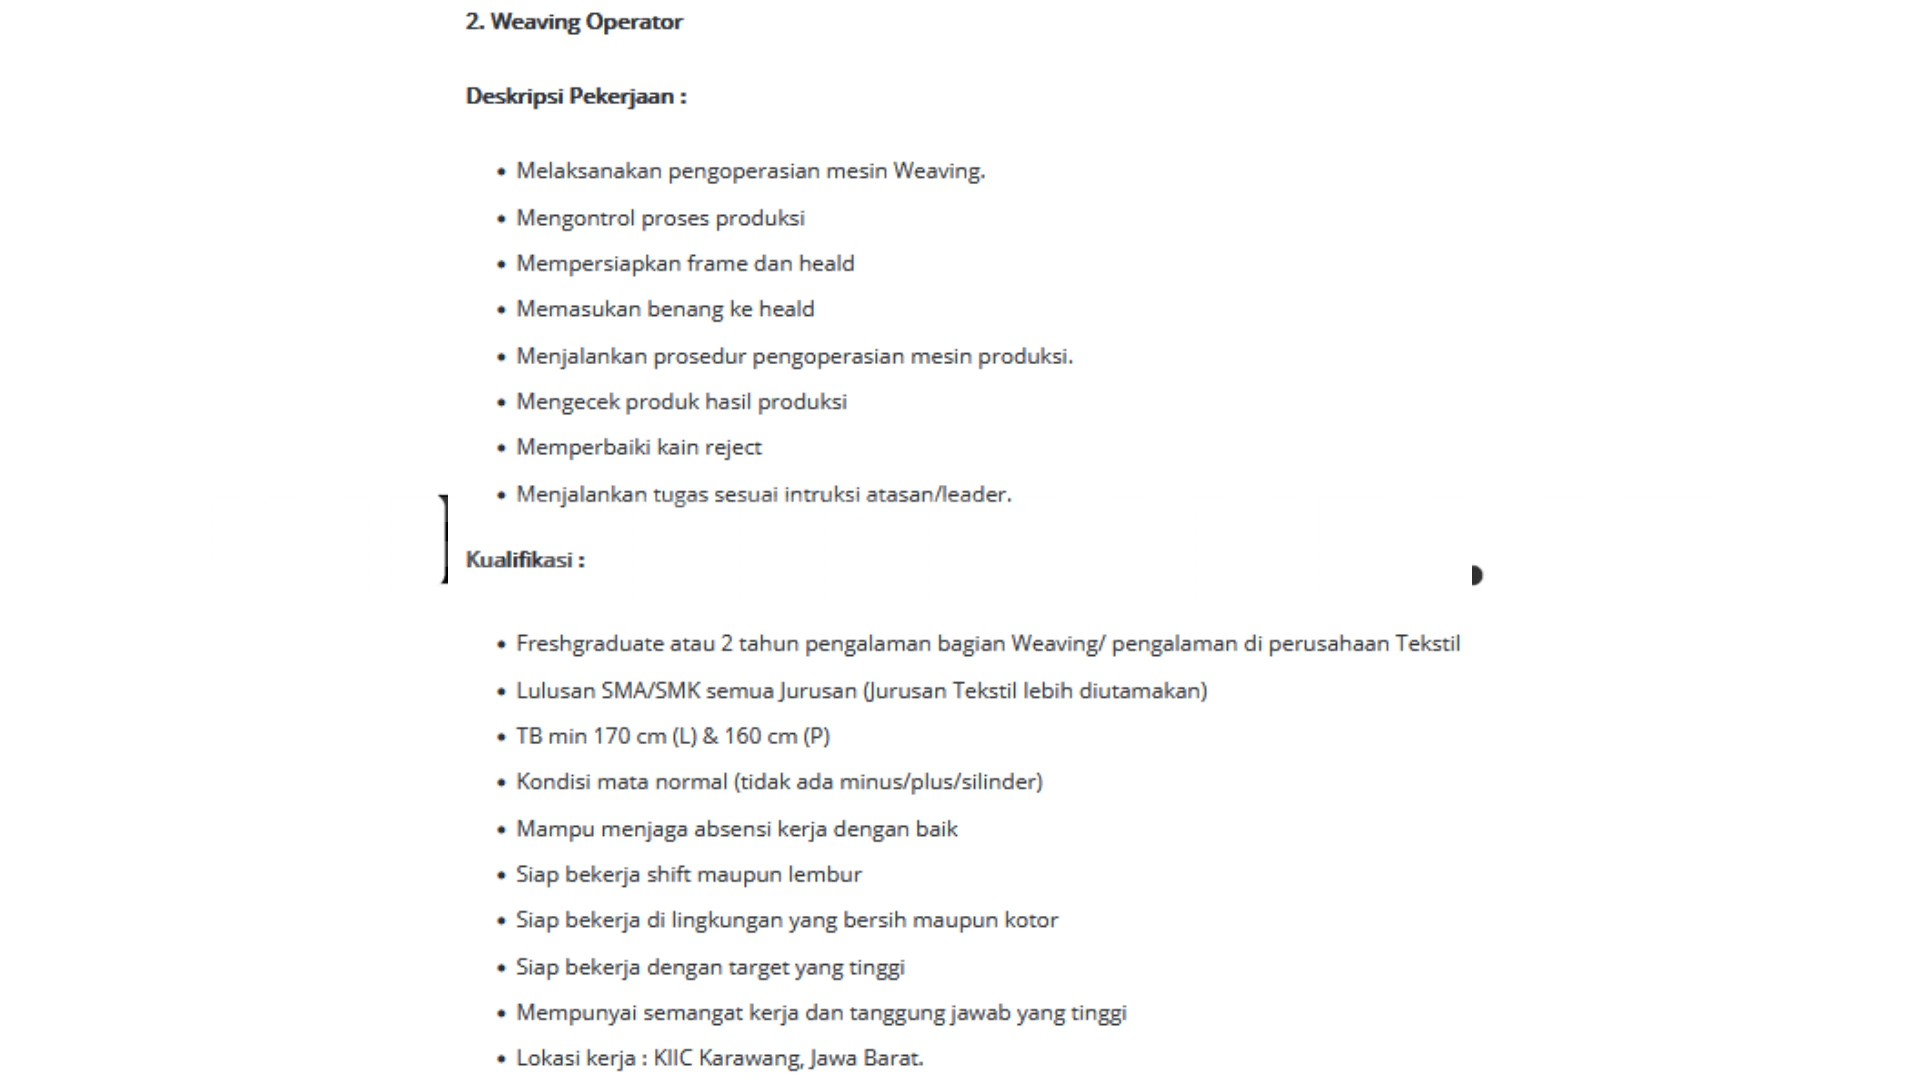 2. Weaving Operator
Deskripsi Pekerjaan :
• Melaksanakan pengoperasian mesin Weaving.
• Mengontrol proses produksi
• Mempersiapkan frame dan heald
• Memasukan benang ke heald
• Menjalankan prosedur pengoperasian mesin produksi.
• Mengecek produk hasil produksi
• Memperbaiki kain reject
• Menjalankan tugas sesuai intruksi atasan/leader.
Kualifikasi :
• Freshgraduate atau 2 tahun pengalaman bagian Weaving/ pengalaman di perusahaan Tekstil
• Lulusan SMA/SMK semua Jurusan (Jurusan Tekstil lebih diutamakan)
• TB min 170 cm (L) & 160 cm (P)
• Kondisi mata normal (tidak ada minus/plus/silinder)
• Mampu menjaga absensi kerja dengan baik
• Siap bekerja shift maupun lembur
• Siap bekerja di lingkungan yang bersih maupun kotor
• Siap bekerja dengan target yang tinggi
• Mempunyai semangat kerja dan tanggung jawab yang tinggi
• Lokasi kerja : KIIC Karawang, Jawa Barat.